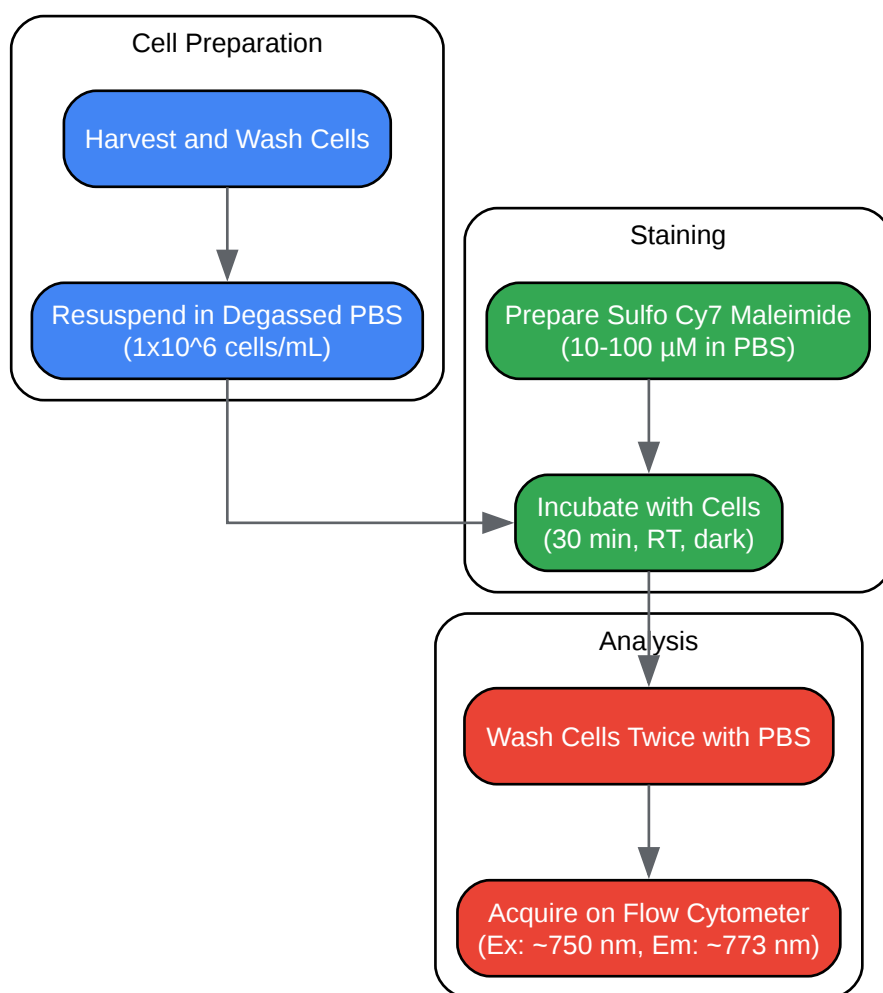 Cell Preparation
Harvest and Wash Cells
Resuspend in Degassed PBS
(1x10^6 cells/mL)
Staining
Prepare Sulfo Cy7 Maleimide
(10-100 µM in PBS)
Incubate with Cells
(30 min, RT, dark)
Analysis
Wash Cells Twice with PBS
Acquire on Flow Cytometer
(Ex: ~750 nm, Em: ~773 nm)